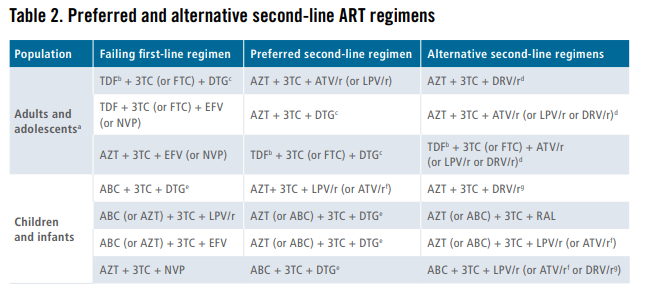 Table 2. Preferred and alternative second-line ART regimens
Population Failing first-line regimen Preferred second-line regimen Alternative second-line regimens
Adults and adolescentsᵃ
TDFᵇ + 3TC (or FTC) + DTGᶜ AZT + 3TC + ATV/r (or LPV/r) AZT + 3TC + DRV/rᵈ
TDF + 3TC (or FTC) + EFV (or NVP) AZT + 3TC + DTGᶜ AZT + 3TC + ATV/r (or LPV/r or DRV/r)ᵈ
AZT + 3TC + EFV (or NVP) TDFᵇ + 3TC (or FTC) + DTGᶜ TDFᵇ + 3TC (or FTC) + ATV/r (or LPV/r or DRV/r)ᵈ
Children and infants
ABC + 3TC + DTGᵉ AZT+ 3TC + LPV/r (or ATV/rᶠ) AZT + 3TC + DRV/rᵍ
ABC (or AZT) + 3TC + LPV/r AZT (or ABC) + 3TC + DTGᵉ AZT (or ABC) + 3TC + RAL
ABC (or AZT) + 3TC + EFV AZT (or ABC) + 3TC + DTGᵉ AZT (or ABC) + 3TC + LPV/r (or ATV/rᶠ)
AZT + 3TC + NVP ABC + 3TC + DTGᵉ ABC + 3TC + LPV/r (or ATV/rᶠ or DRV/rᵍ)